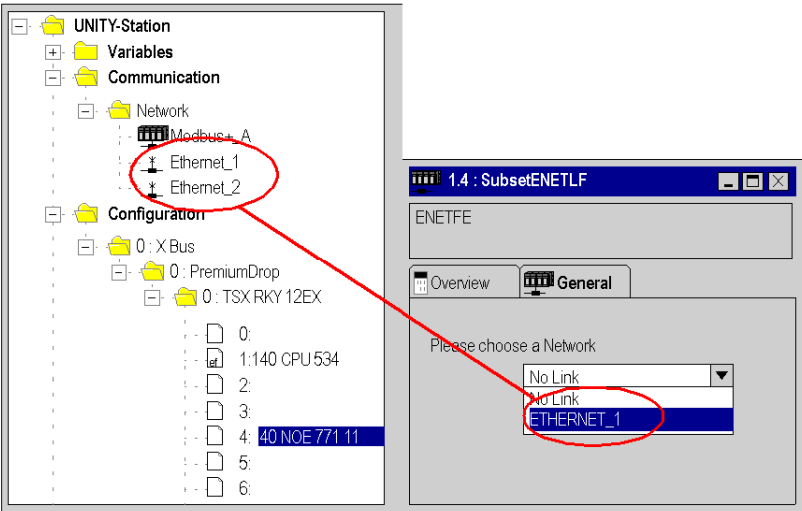 UNITY-Station
Variables
Communication
Network
Modbus+_A
Ethernet_1
Ethernet_2
Configuration
0 : X Bus
0 : PremiumDrop
0 : TSX RKY 12EX
0:
ef 1:140 CPU 534
2:
3:
4: 40 NOE 771 11
5:
6:
1.4 : SubsetENETLF
ENETFE
Overview General
Please choose a Network
No Link
No Link
ETHERNET_1